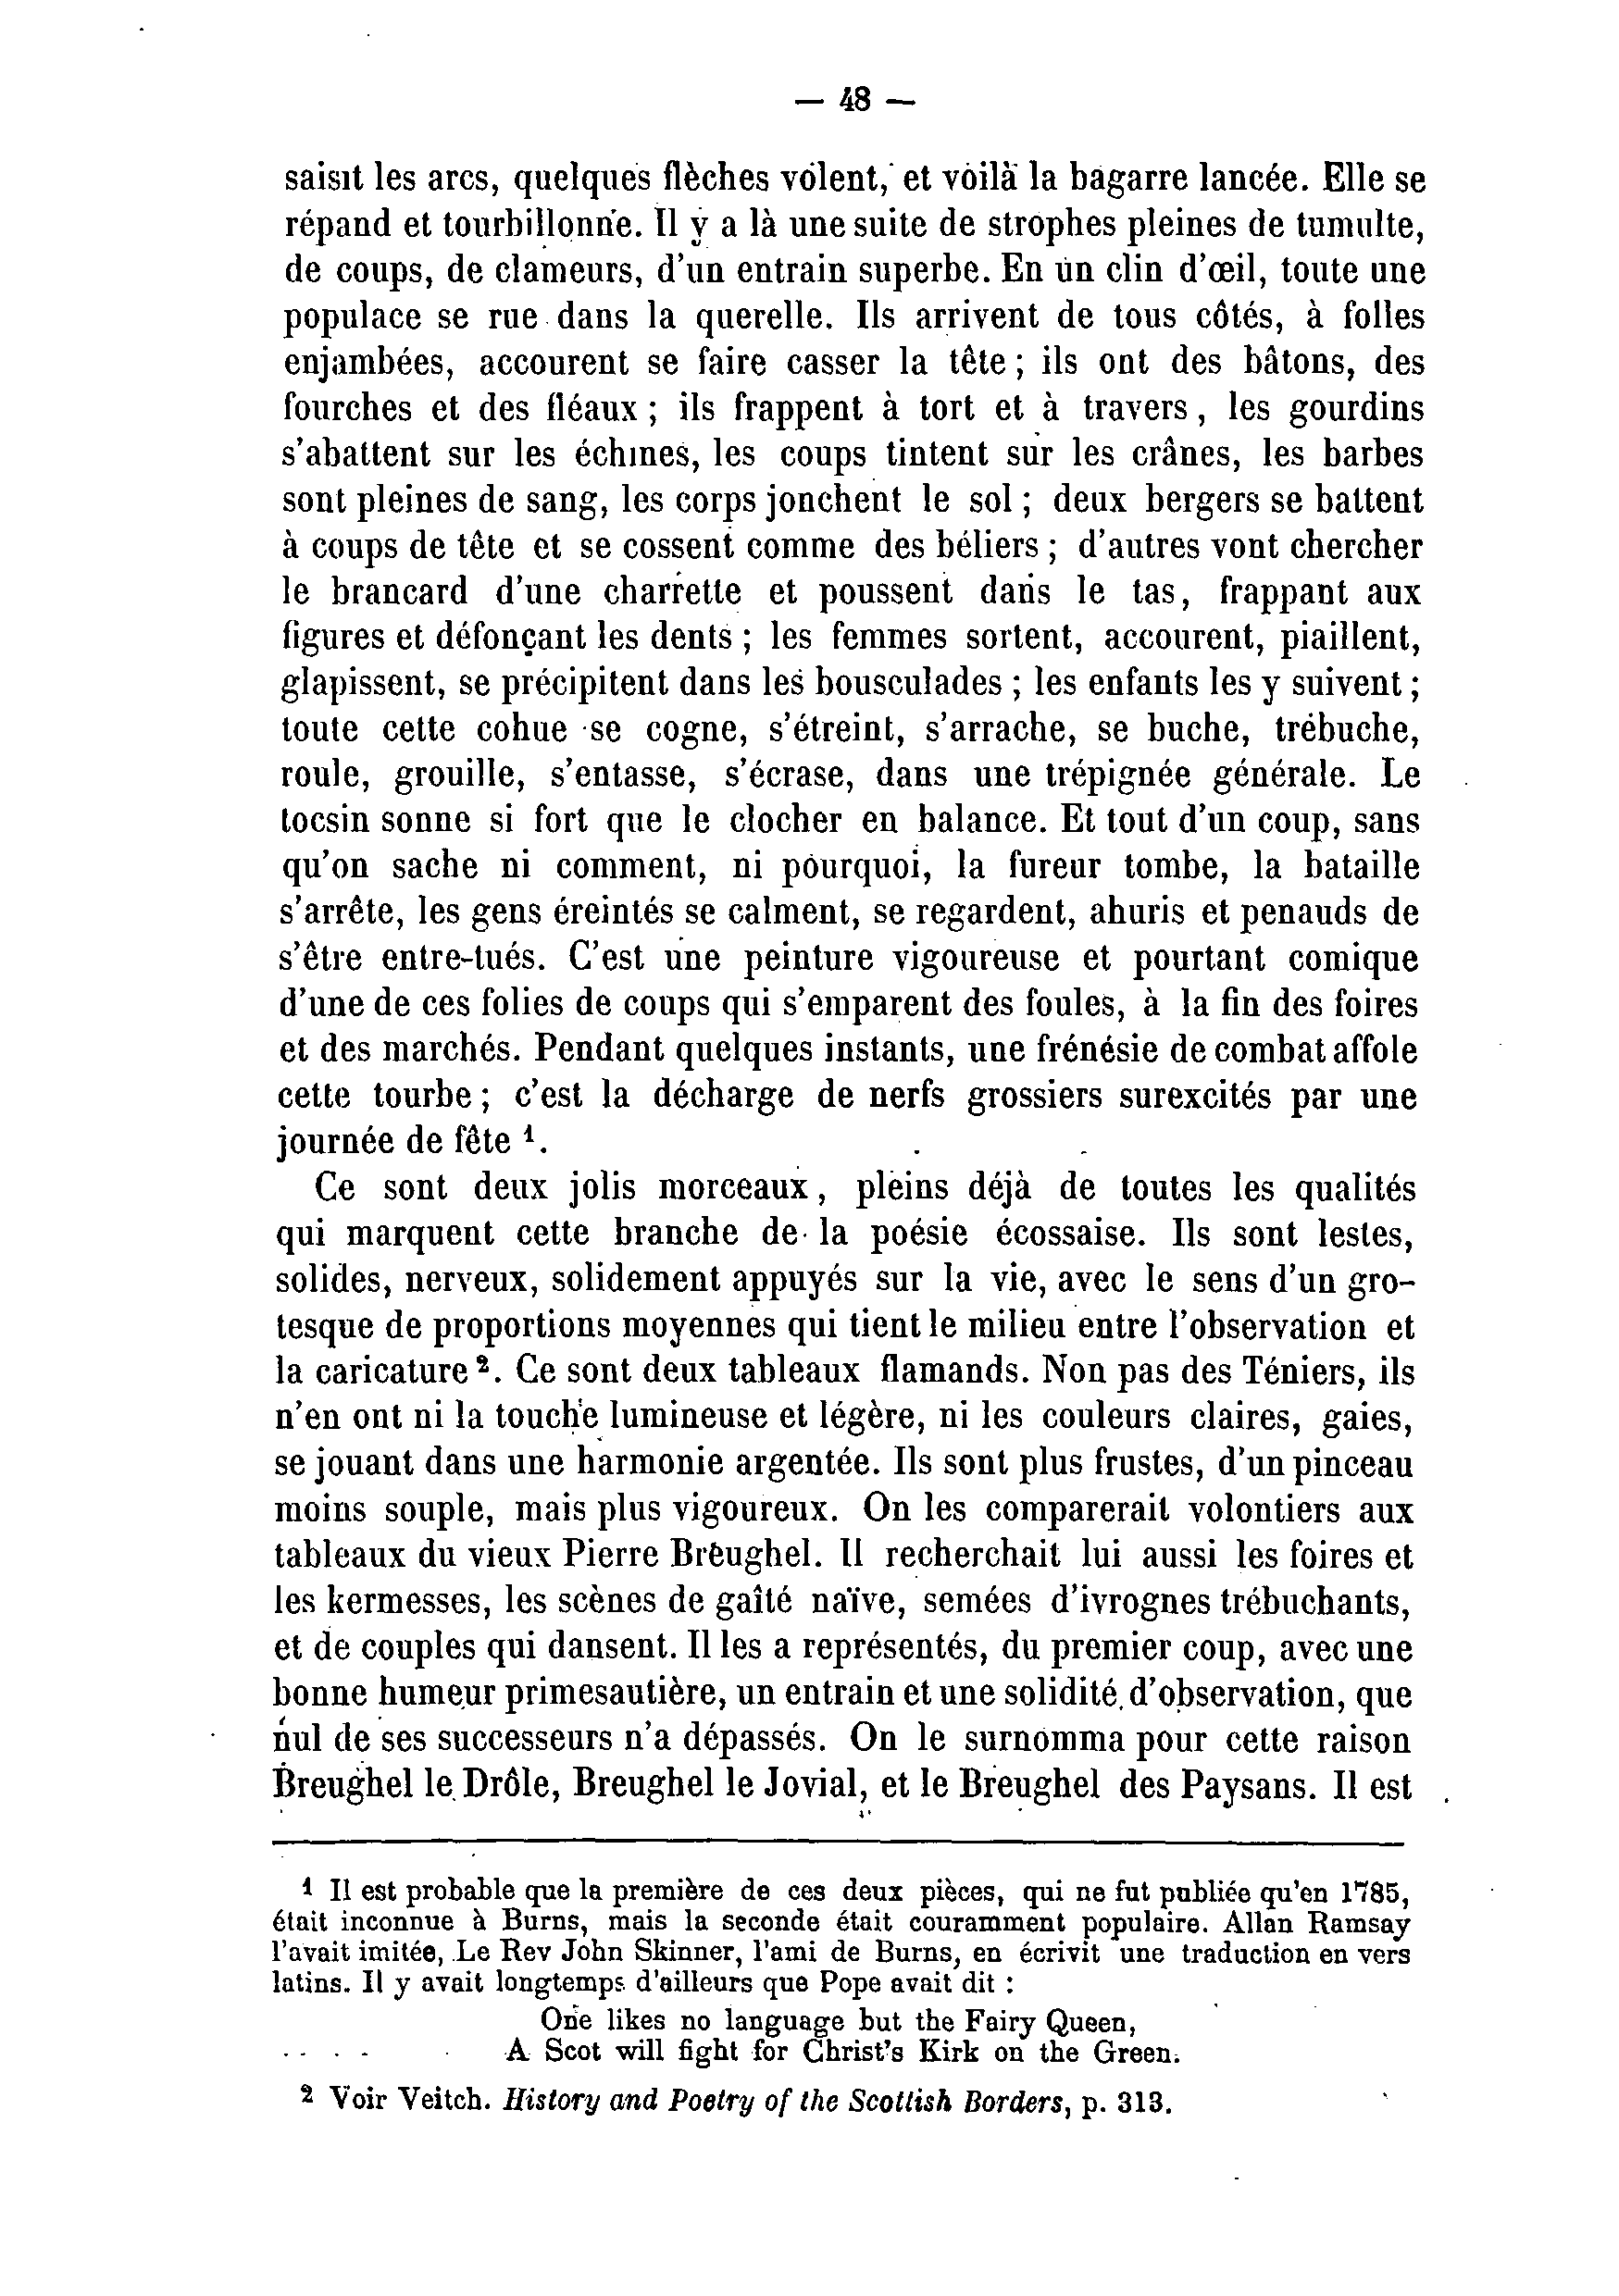 — 48 —
saisit les arcs, quelques flèches volent, et voilà la bagarre lancée. Elle se
répand et tourbillonne. Il y a là une suite de strophes pleines de tumulte,
de coups, de clameurs, d'un entrain superbe. En un clin d'œil, toute une
populace se rue dans la querelle. Ils arrivent de tous côtés, à folles
enjambées, accourent se faire casser la tête ; ils ont des bâtons, des
fourches et des fléaux ; ils frappent à tort et à travers, les gourdins
s'abattent sur les échines, les coups tintent sur les crânes, les barbes
sont pleines de sang, les corps jonchent le sol ; deux bergers se battent
à coups de tête et se cossent comme des béliers ; d'autres vont chercher
le brancard d'une charrette et poussent dans le tas, frappant aux
figures et défonçant les dents ; les femmes sortent, accourent, piaillent,
glapissent, se précipitent dans les bousculades ; les enfants les y suivent ;
toute cette cohue se cogne, s'étreint, s'arrache, se buche, trébuche,
roule, grouille, s'entasse, s'écrase, dans une trépignée générale. Le
tocsin sonne si fort que le clocher en balance. Et tout d'un coup, sans
qu'on sache ni comment, ni pourquoi, la fureur tombe, la bataille
s'arrête, les gens éreintés se calment, se regardent, ahuris et penauds de
s'être entre-tués. C'est une peinture vigoureuse et pourtant comique
d'une de ces folies de coups qui s'emparent des foules, à la fin des foires
et des marchés. Pendant quelques instants, une frénésie de combat affole
cette tourbe ; c'est la décharge de nerfs grossiers surexcités par une
journée de fête ¹.
Ce sont deux jolis morceaux, pleins déjà de toutes les qualités
qui marquent cette branche de la poésie écossaise. Ils sont lestes,
solides, nerveux, solidement appuyés sur la vie, avec le sens d'un gro-
tesque de proportions moyennes qui tient le milieu entre l'observation et
la caricature ². Ce sont deux tableaux flamands. Non pas des Téniers, ils
n'en ont ni la touche lumineuse et légère, ni les couleurs claires, gaies,
se jouant dans une harmonie argentée. Ils sont plus frustes, d'un pinceau
moins souple, mais plus vigoureux. On les comparerait volontiers aux
tableaux du vieux Pierre Breughel. Il recherchait lui aussi les foires et
les kermesses, les scènes de gaîté naïve, semées d'ivrognes trébuchants,
et de couples qui dansent. Il les a représentés, du premier coup, avec une
bonne humeur primesautière, un entrain et une solidité d'observation, que
nul de ses successeurs n'a dépassés. On le surnomma pour cette raison
Breughel le Drôle, Breughel le Jovial, et le Breughel des Paysans. Il est
¹ Il est probable que la première de ces deux pièces, qui ne fut publiée qu'en 1785,
était inconnue à Burns, mais la seconde était couramment populaire. Allan Ramsay
l'avait imitée, Le Rev John Skinner, l'ami de Burns, en écrivit une traduction en vers
latins. Il y avait longtemps d'ailleurs que Pope avait dit :
One likes no language but the Fairy Queen,
A Scot will fight for Christ's Kirk on the Green.
² Voir Veitch. History and Poetry of the Scottish Borders, p. 313.